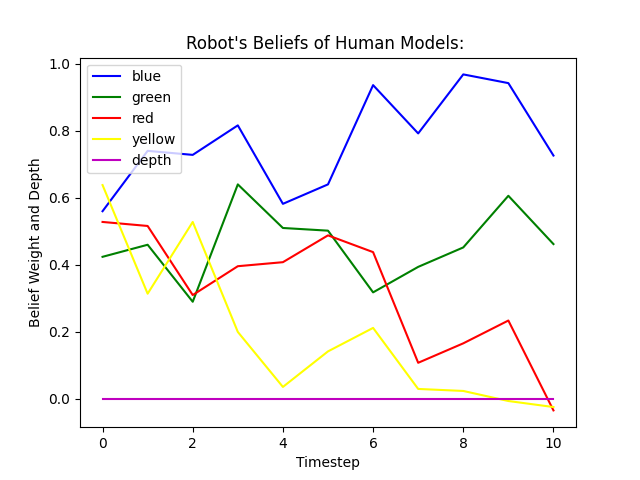 Robot's Beliefs of Human Models:
blue
green
red
yellow
depth
1.0
0.8
0.6
0.4
0.2
0.0
Belief Weight and Depth
0 2 4 6 8 10
Timestep